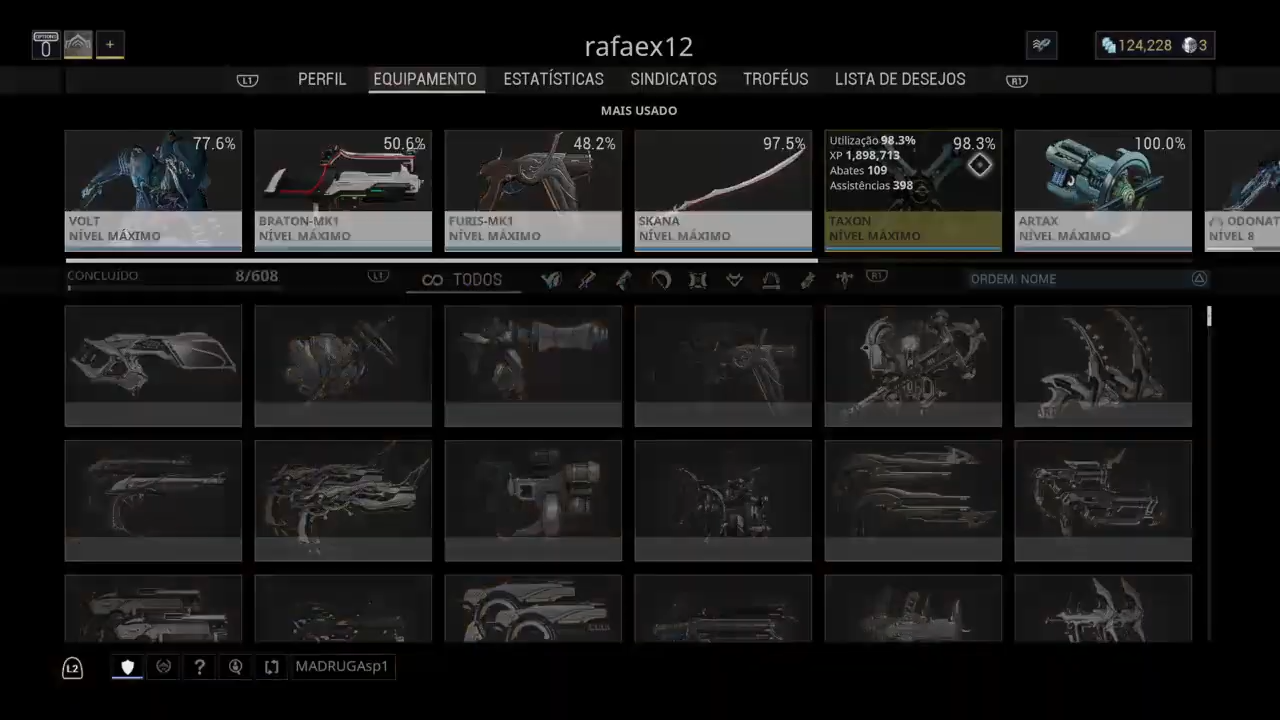 OPTIONS
rafaex12
124,228 3
L1 PERFIL EQUIPAMENTO ESTATÍSTICAS SINDICATOS TROFÉUS LISTA DE DESEJOS R1
MAIS USADO
77.6%
VOLT
NÍVEL MÁXIMO
50.6%
BRATON-MK1
NÍVEL MÁXIMO
48.2%
FURIS-MK1
NÍVEL MÁXIMO
97.5%
SKANA
NÍVEL MÁXIMO
Utilização 98.3% 98.3%
XP 1,898,713
Abates 109
Assistências 398
TAXON
NÍVEL MÁXIMO
100.0%
ARTAX
NÍVEL MÁXIMO
ODONAT
NÍVEL 8
CONCLUÍDO 8/608 L1 TODOS R1 ORDEM: NOME
L2 ? MADRUGAsp1